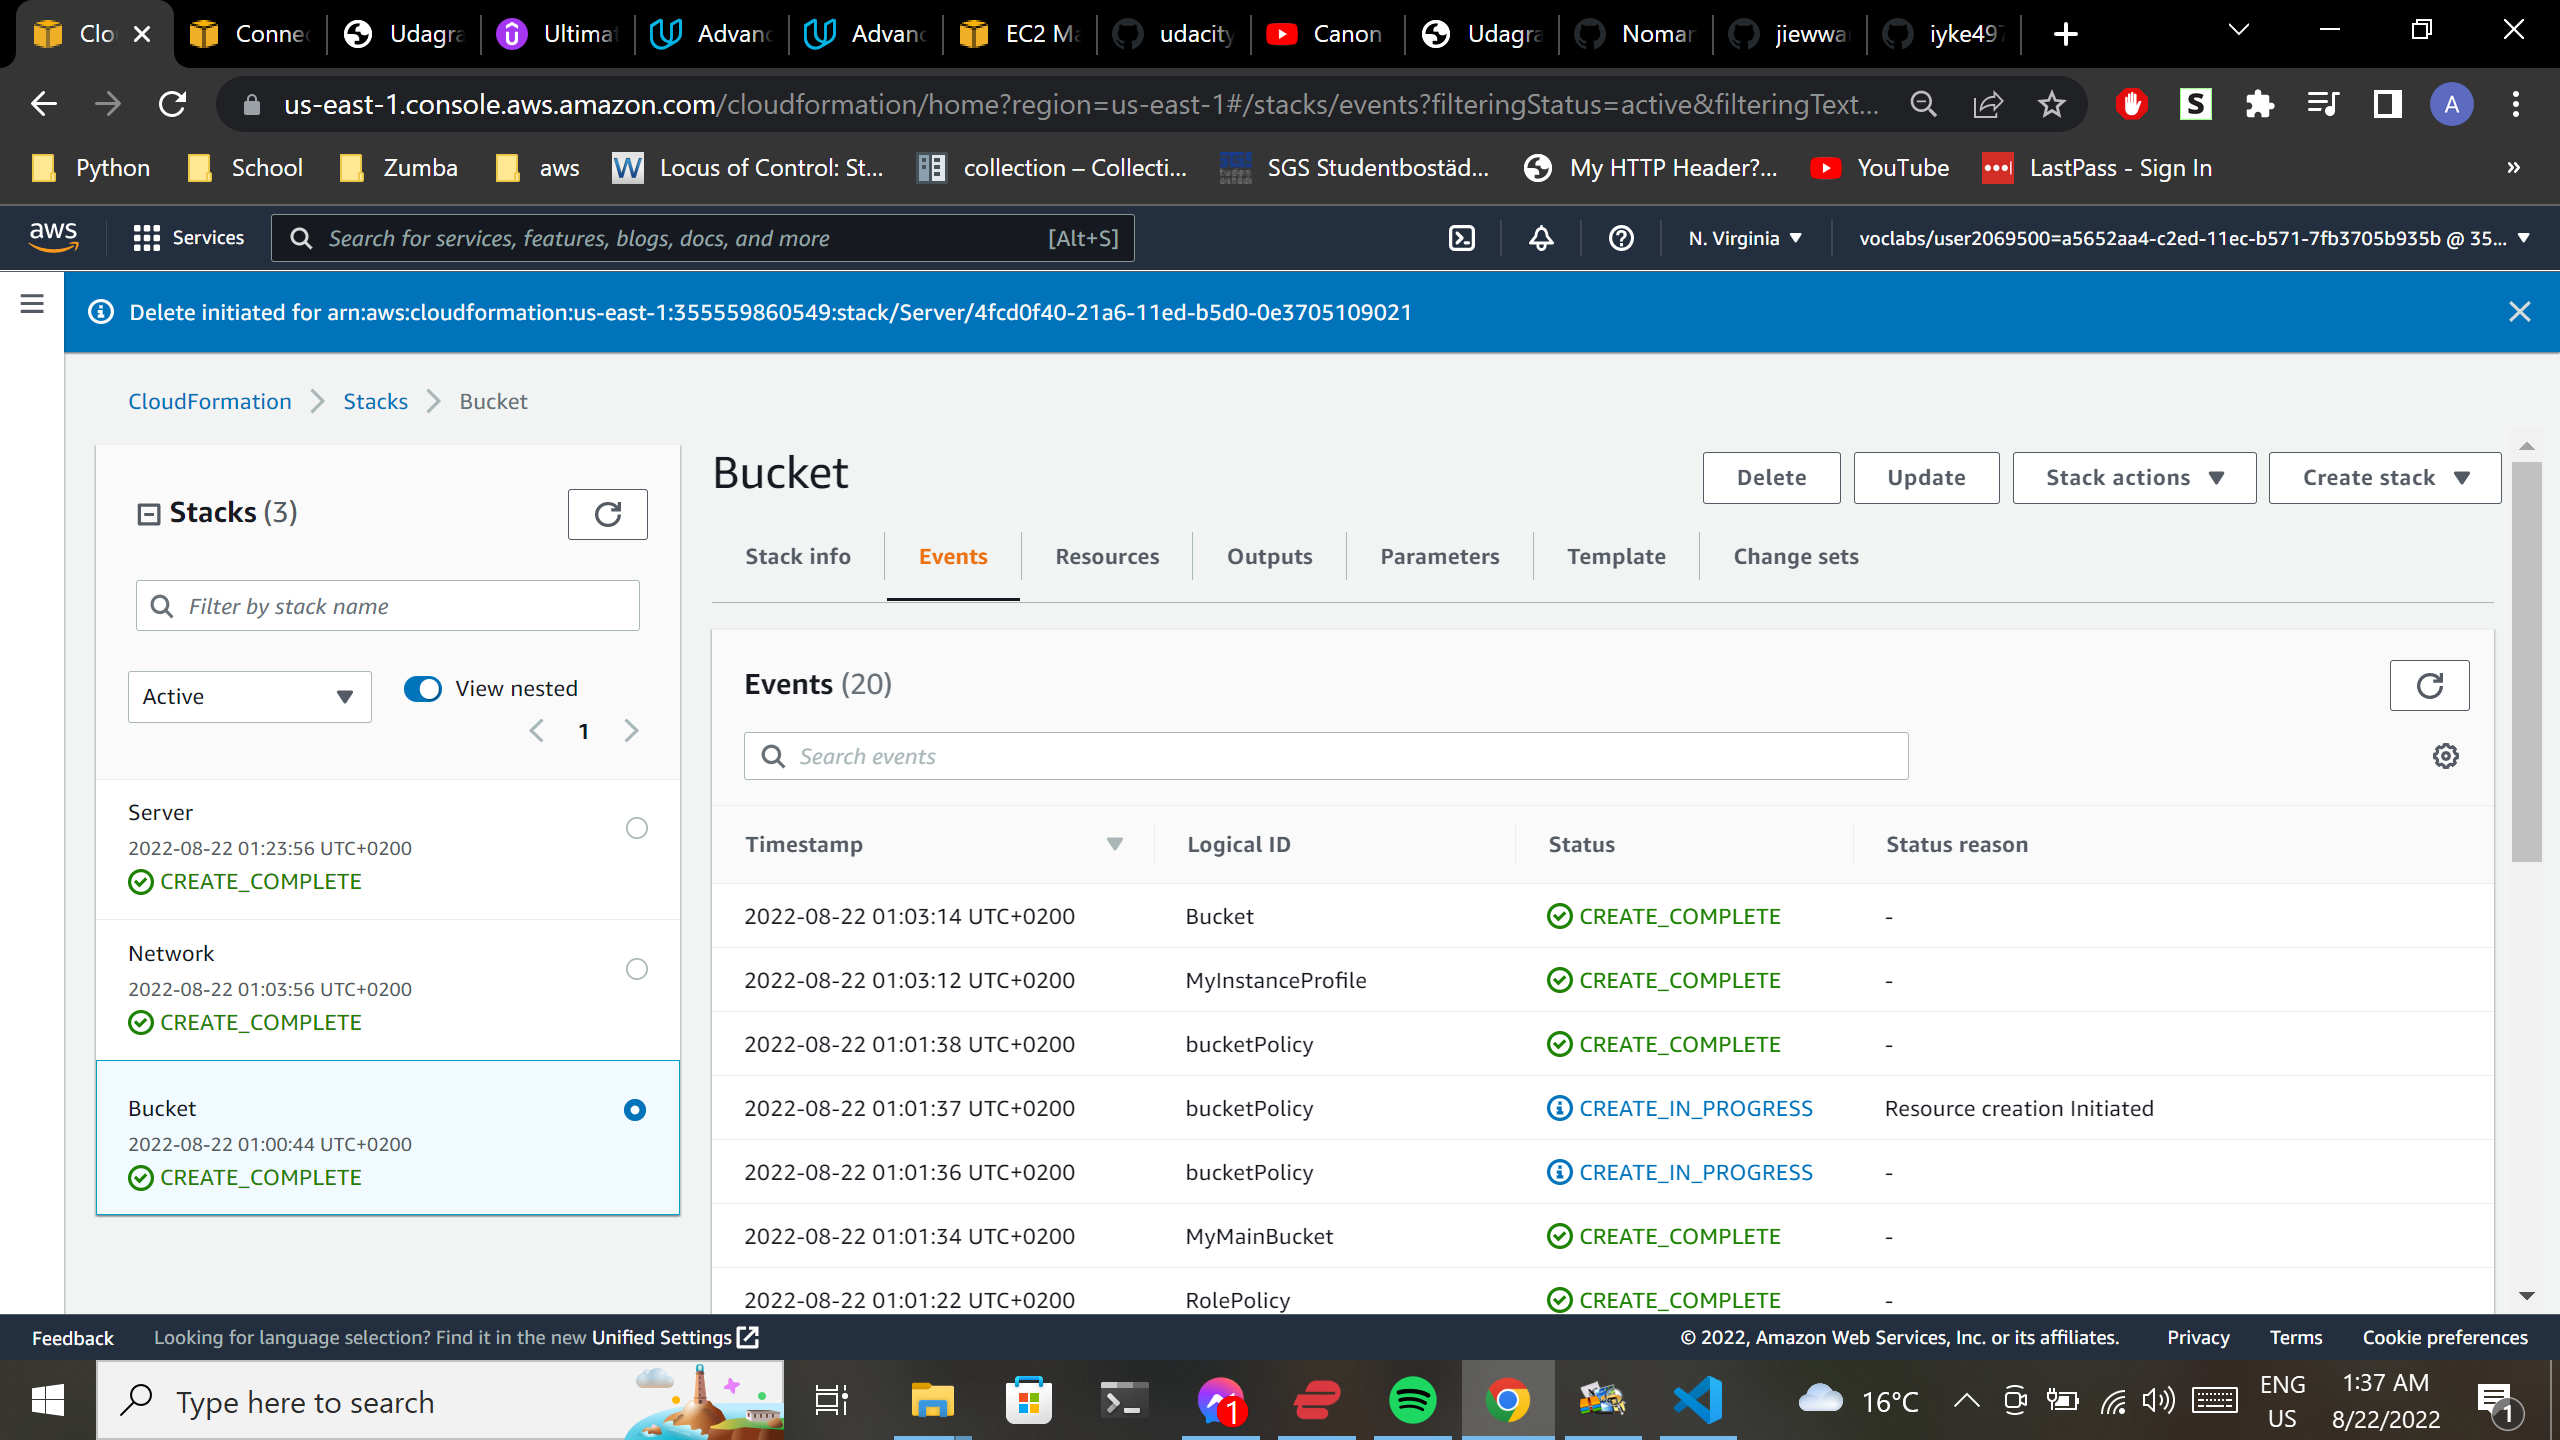 Clo
Connec
Udagra
Ultimat
Advanc
Advanc
EC2 Ma
udacity
Canon
Udagra
Nomar
jiewwa
iyke497
us-east-1.console.aws.amazon.com/cloudformation/home?region=us-east-1#/stacks/events?filteringStatus=active&filteringText...
S
A
Python
School
Zumba
aws
W
Locus of Control: St...
collection – Collecti...
SGS Studentbostäd...
My HTTP Header?...
YouTube
LastPass - Sign In
»
aws
Services
Search for services, features, blogs, docs, and more
[Alt+S]
N. Virginia
voclabs/user2069500=a5652aa4-c2ed-11ec-b571-7fb3705b935b @ 35...
Delete initiated for arn:aws:cloudformation:us-east-1:355559860549:stack/Server/4fcd0f40-21a6-11ed-b5d0-0e3705109021
CloudFormation
Stacks
Bucket
Stacks (3)
Filter by stack name
Active
View nested
1
Server
2022-08-22 01:23:56 UTC+0200
CREATE_COMPLETE
Network
2022-08-22 01:03:56 UTC+0200
CREATE_COMPLETE
Bucket
2022-08-22 01:00:44 UTC+0200
CREATE_COMPLETE
Bucket
Delete
Update
Stack actions
Create stack
Stack info
Events
Resources
Outputs
Parameters
Template
Change sets
Events (20)
Search events
Timestamp
Logical ID
Status
Status reason
2022-08-22 01:03:14 UTC+0200 Bucket CREATE_COMPLETE -
2022-08-22 01:03:12 UTC+0200 MyInstanceProfile CREATE_COMPLETE -
2022-08-22 01:01:38 UTC+0200 bucketPolicy CREATE_COMPLETE -
2022-08-22 01:01:37 UTC+0200 bucketPolicy CREATE_IN_PROGRESS Resource creation Initiated
2022-08-22 01:01:36 UTC+0200 bucketPolicy CREATE_IN_PROGRESS -
2022-08-22 01:01:34 UTC+0200 MyMainBucket CREATE_COMPLETE -
2022-08-22 01:01:22 UTC+0200 RolePolicy CREATE_COMPLETE -
Feedback
Looking for language selection? Find it in the new Unified Settings
© 2022, Amazon Web Services, Inc. or its affiliates.
Privacy
Terms
Cookie preferences
Type here to search
1
16°C
ENG
US
1:37 AM
8/22/2022
1